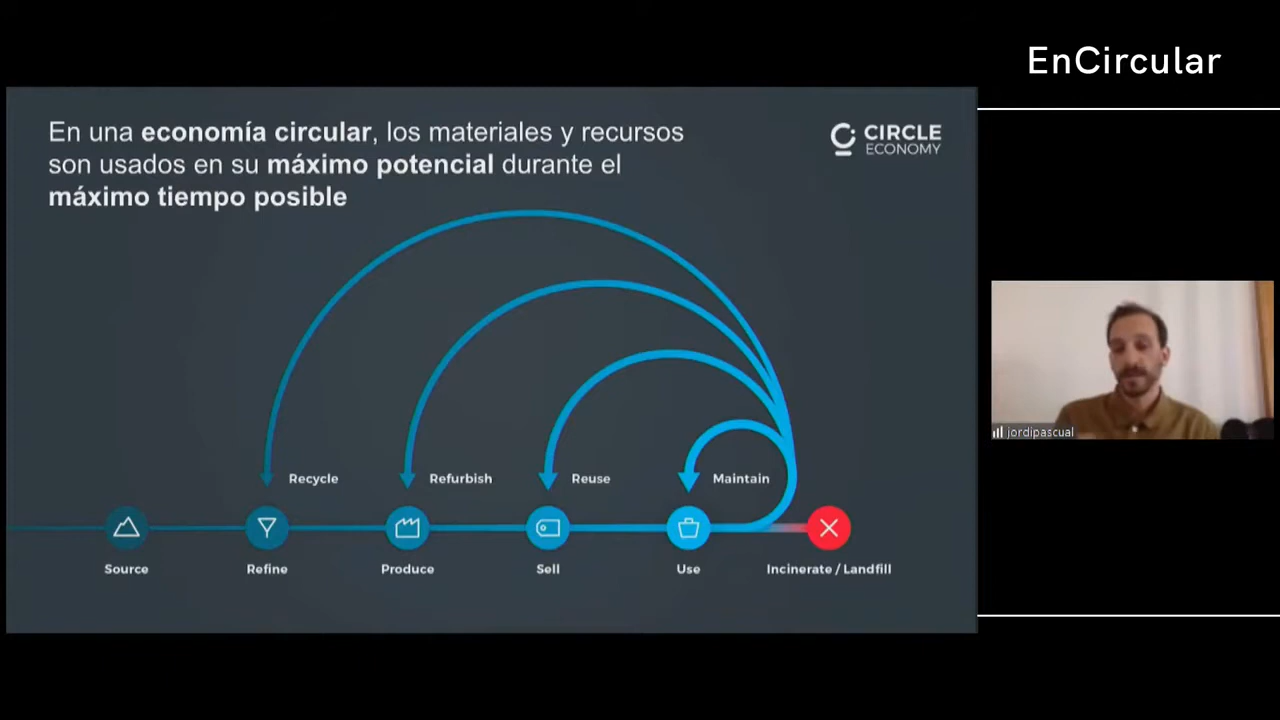 EnCircular
En una economía circular, los materiales y recursos
son usados en su máximo potencial durante el
máximo tiempo posible
CIRCLE
ECONOMY
Recycle
Refurbish
Reuse
Maintain
Source
Refine
Produce
Sell
Use
Incinerate / Landfill
jordipascual